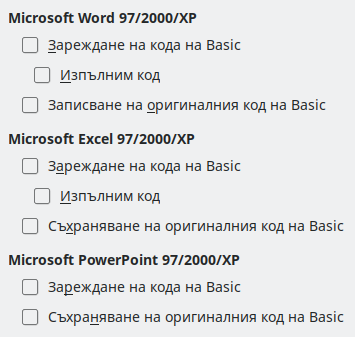 Microsoft Word 97/2000/XP
Зареждане на кода на Basic
Изпълним код
Записване на оригиналния код на Basic
Microsoft Excel 97/2000/XP
Зареждане на кода на Basic
Изпълним код
Съхраняване на оригиналния код на Basic
Microsoft PowerPoint 97/2000/XP
Зареждане на кода на Basic
Съхраняване на оригиналния код на Basic